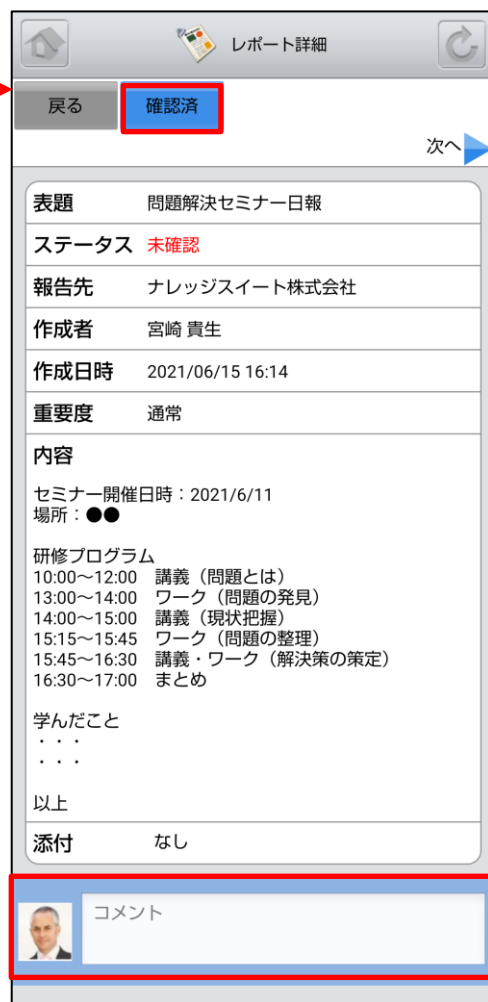 レポート詳細
戻る
確認済
次へ
表題 問題解決セミナー日報
ステータス 未確認
報告先 ナレッジスイート株式会社
作成者 宮崎 貴生
作成日時 2021/06/15 16:14
重要度 通常
内容
セミナー開催日時：2021/6/11
場所：●●
研修プログラム
10:00～12:00 講義（問題とは）
13:00～14:00 ワーク（問題の発見）
14:00～15:00 講義（現状把握）
15:15～15:45 ワーク（問題の整理）
15:45～16:30 講義・ワーク（解決策の策定）
16:30～17:00 まとめ
学んだこと
・・・
・・・
以上
添付 なし
コメント